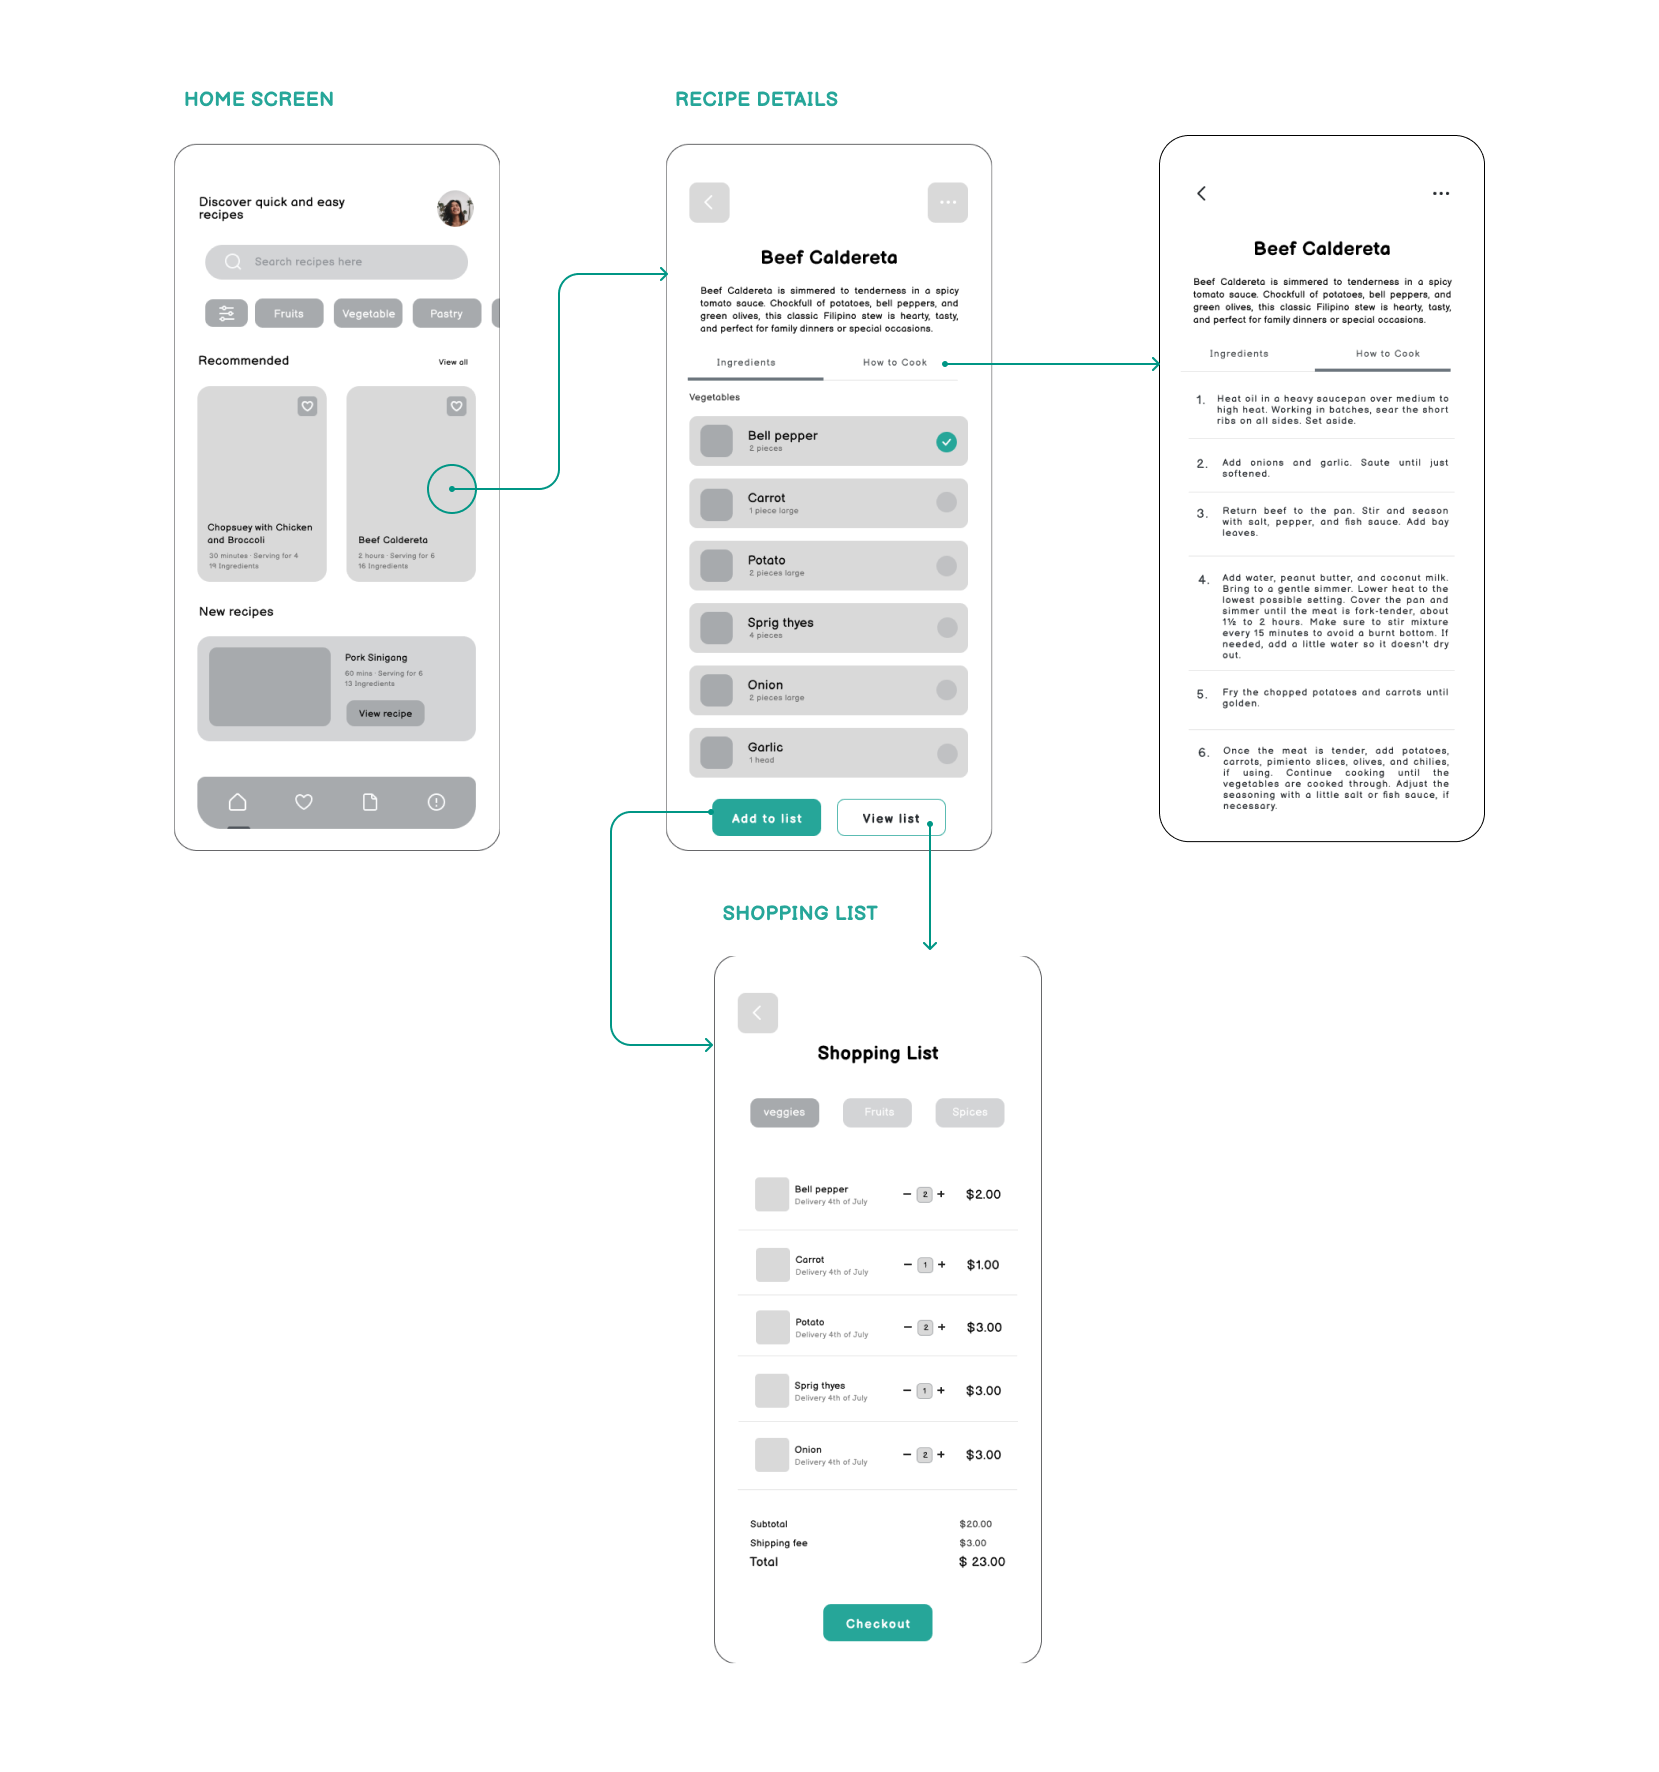 HOME SCREEN
Discover quick and easy
recipes
Search recipes here
Fruits
Vegetable
Pastry
Recommended
View all
Chopsuey with Chicken
and Broccoli
30 minutes · Serving for 4
19 Ingredients
Beef Caldereta
2 hours · Serving for 6
16 Ingredients
New recipes
Pork Sinigang
60 mins · Serving for 6
13 Ingredients
View recipe
RECIPE DETAILS
Beef Caldereta
Beef Caldereta is simmered to tenderness in a spicy
tomato sauce. Chockfull of potatoes, bell peppers, and
green olives, this classic Filipino stew is hearty, tasty,
and perfect for family dinners or special occasions.
Ingredients
How to Cook
Vegetables
Bell pepper
2 pieces
Carrot
1 piece large
Potato
2 pieces large
Sprig thyes
4 pieces
Onion
2 pieces large
Garlic
1 head
Add to list
View list
Beef Caldereta
Beef Caldereta is simmered to tenderness in a spicy
tomato sauce. Chockfull of potatoes, bell peppers, and
green olives, this classic Filipino stew is hearty, tasty,
and perfect for family dinners or special occasions.
Ingredients
How to Cook
1. Heat oil in a heavy saucepan over medium to
high heat. Working in batches, sear the short
ribs on all sides. Set aside.
2. Add onions and garlic. Saute until just
softened.
3. Return beef to the pan. Stir and season
with salt, pepper, and fish sauce. Add bay
leaves.
4. Add water, peanut butter, and coconut milk.
Bring to a gentle simmer. Lower heat to the
lowest possible setting. Cover the pan and
simmer until the meat is fork-tender, about
1½ to 2 hours. Make sure to stir mixture
every 15 minutes to avoid a burnt bottom. If
needed, add a little water so it doesn't dry
out.
5. Fry the chopped potatoes and carrots until
golden.
6. Once the meat is tender, add potatoes,
carrots, pimiento slices, olives, and chilies,
if using. Continue cooking until the
vegetables are cooked through. Adjust the
seasoning with a little salt or fish sauce, if
necessary.
SHOPPING LIST
Shopping List
veggies
Fruits
Spices
Bell pepper
Delivery 4th of July
− 2 + $2.00
Carrot
Delivery 4th of July
− 1 + $1.00
Potato
Delivery 4th of July
− 2 + $3.00
Sprig thyes
Delivery 4th of July
− 1 + $3.00
Onion
Delivery 4th of July
− 2 + $3.00
Subtotal $20.00
Shipping fee $3.00
Total $ 23.00
Checkout